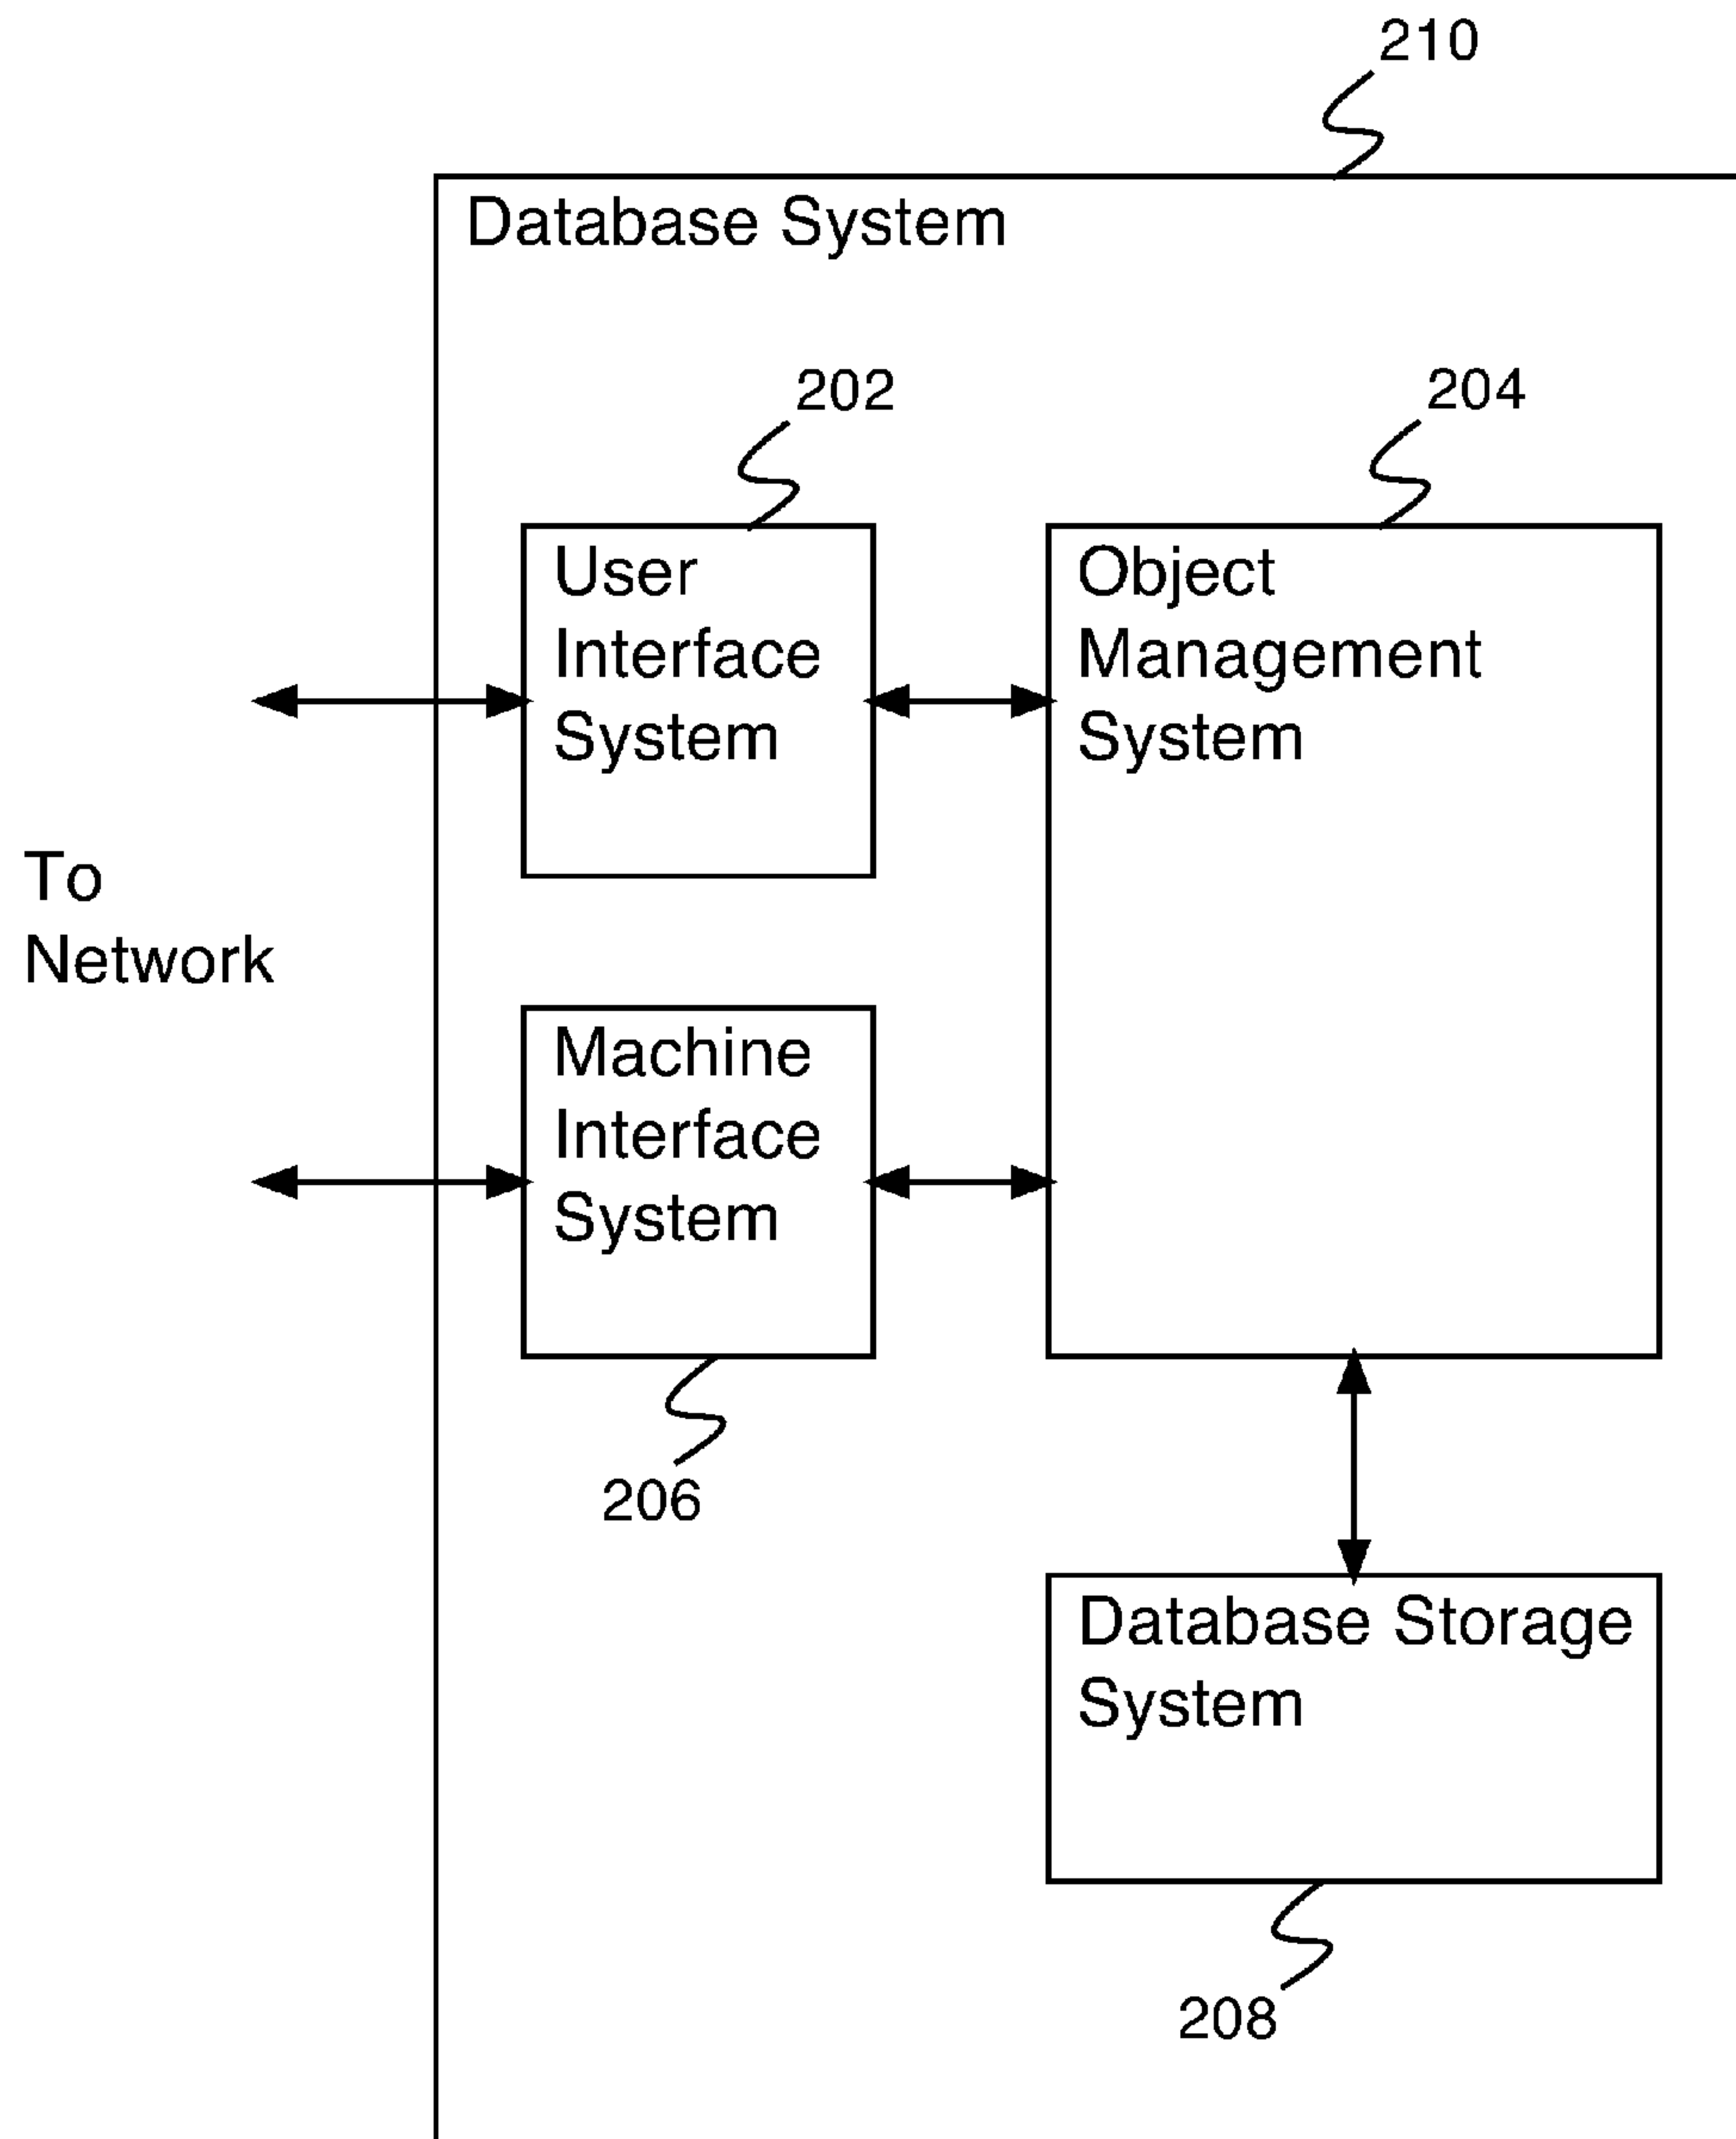 210
Database System
202
204
User
Interface
System
Object
Management
System
To
Network
Machine
Interface
System
206
Database Storage
System
208